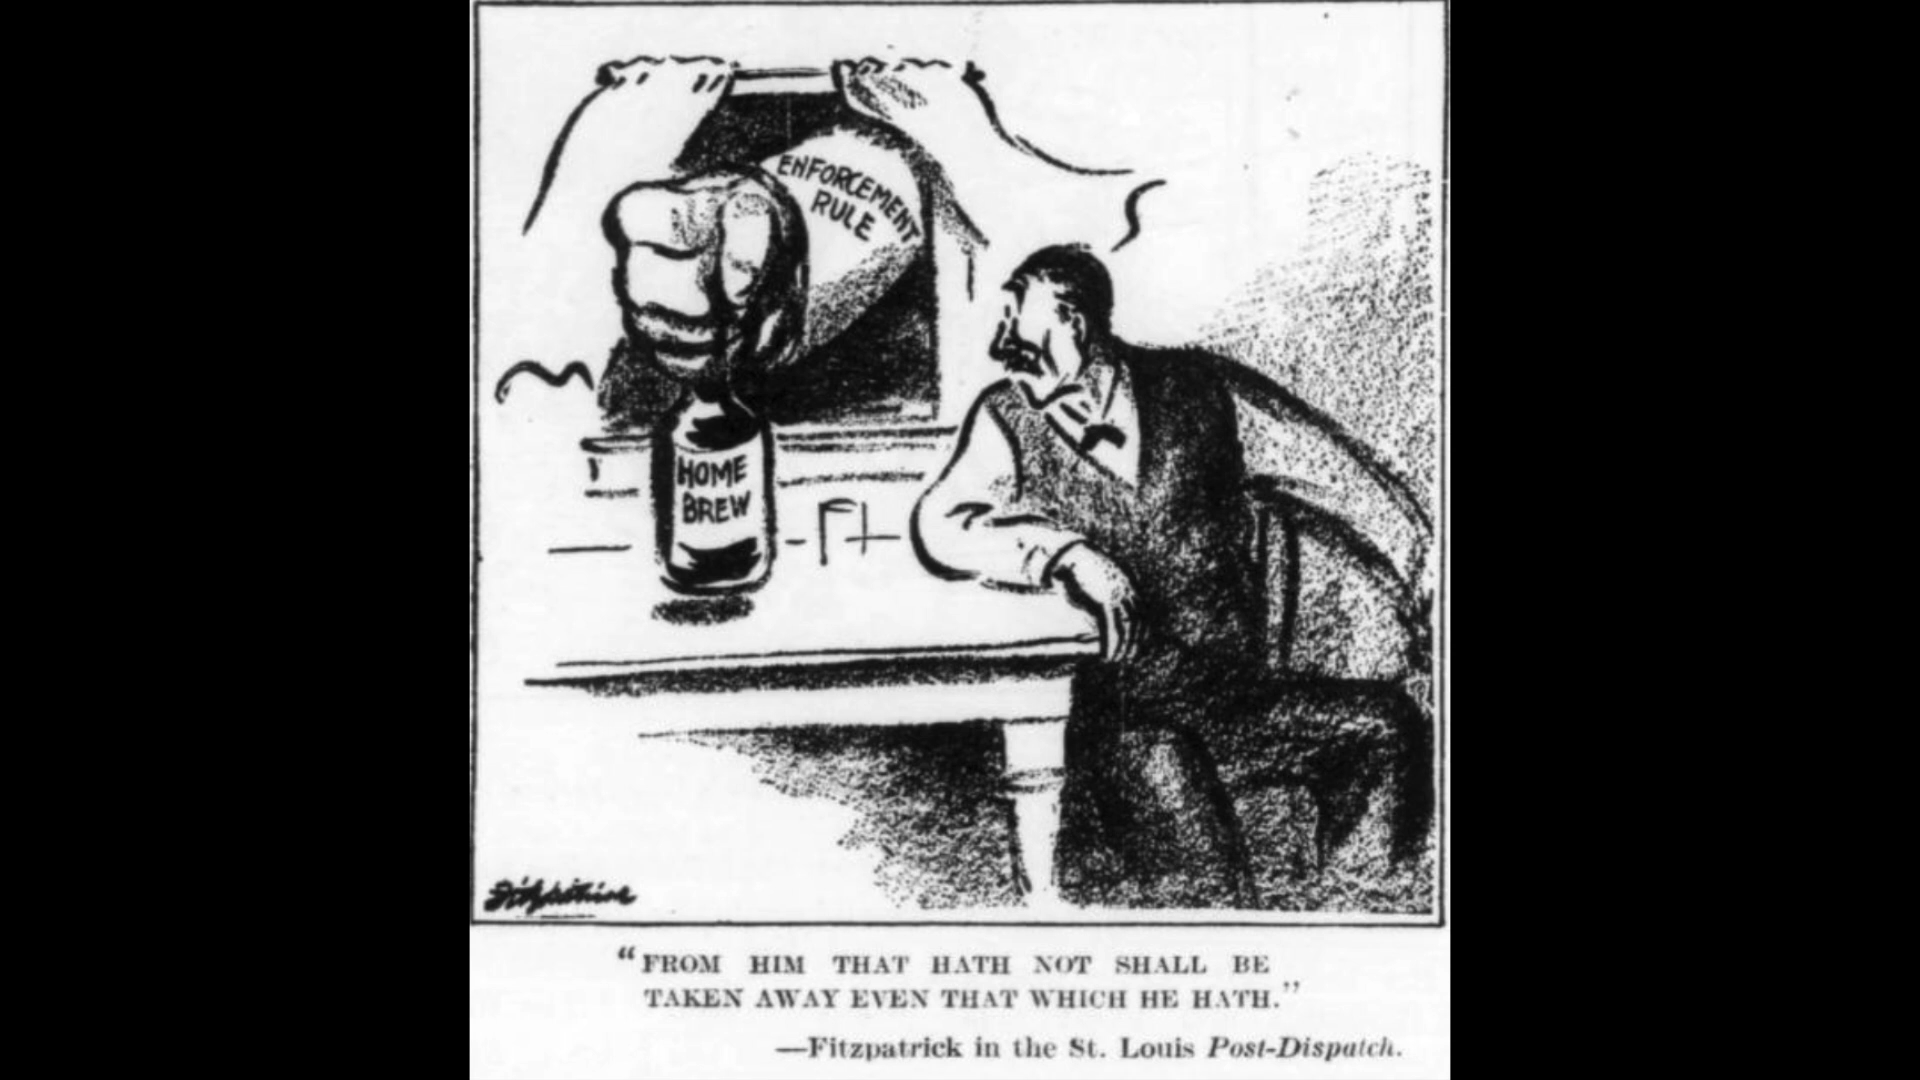 ENFORCEMENT
RULE
HOME
BREW
Fitzpatrick
“FROM HIM THAT HATH NOT SHALL BE
TAKEN AWAY EVEN THAT WHICH HE HATH.”
—Fitzpatrick in the St. Louis Post-Dispatch.